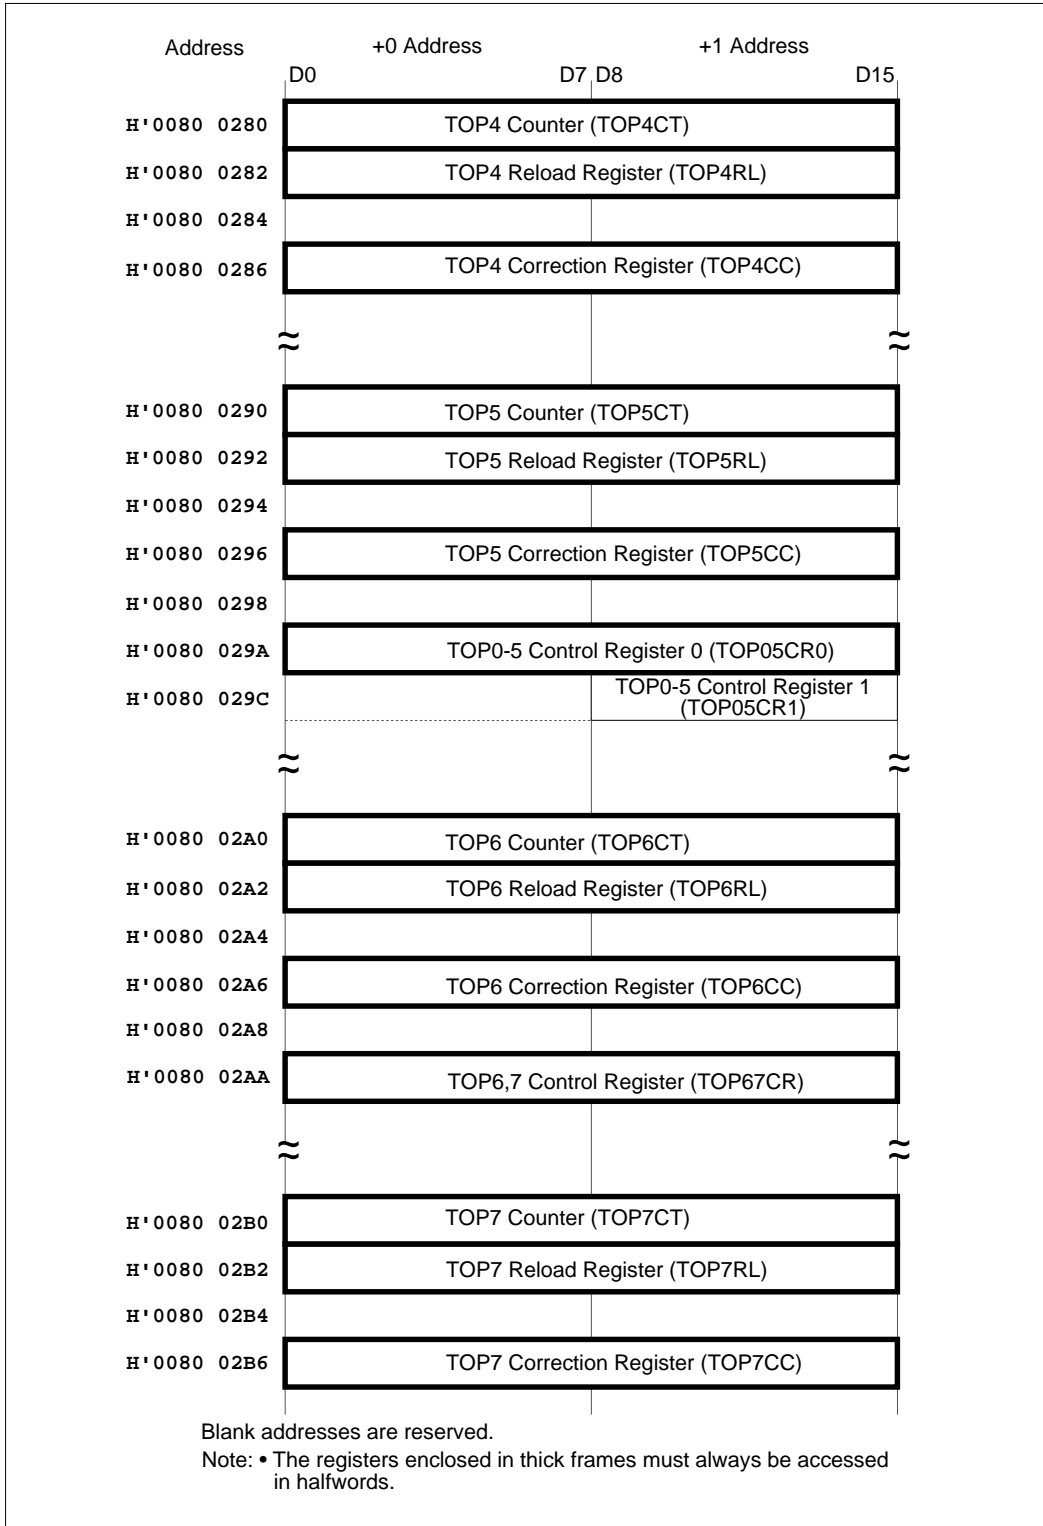 Address +0 Address +1 Address
D0 D7 D8 D15
H'0080 0280 TOP4 Counter (TOP4CT)
H'0080 0282 TOP4 Reload Register (TOP4RL)
H'0080 0284
H'0080 0286 TOP4 Correction Register (TOP4CC)
≈ ≈
H'0080 0290 TOP5 Counter (TOP5CT)
H'0080 0292 TOP5 Reload Register (TOP5RL)
H'0080 0294
H'0080 0296 TOP5 Correction Register (TOP5CC)
H'0080 0298
H'0080 029A TOP0-5 Control Register 0 (TOP05CR0)
H'0080 029C TOP0-5 Control Register 1
(TOP05CR1)
≈ ≈
H'0080 02A0 TOP6 Counter (TOP6CT)
H'0080 02A2 TOP6 Reload Register (TOP6RL)
H'0080 02A4
H'0080 02A6 TOP6 Correction Register (TOP6CC)
H'0080 02A8
H'0080 02AA TOP6,7 Control Register (TOP67CR)
≈ ≈
H'0080 02B0 TOP7 Counter (TOP7CT)
H'0080 02B2 TOP7 Reload Register (TOP7RL)
H'0080 02B4
H'0080 02B6 TOP7 Correction Register (TOP7CC)
Blank addresses are reserved.
Note: • The registers enclosed in thick frames must always be accessed
in halfwords.